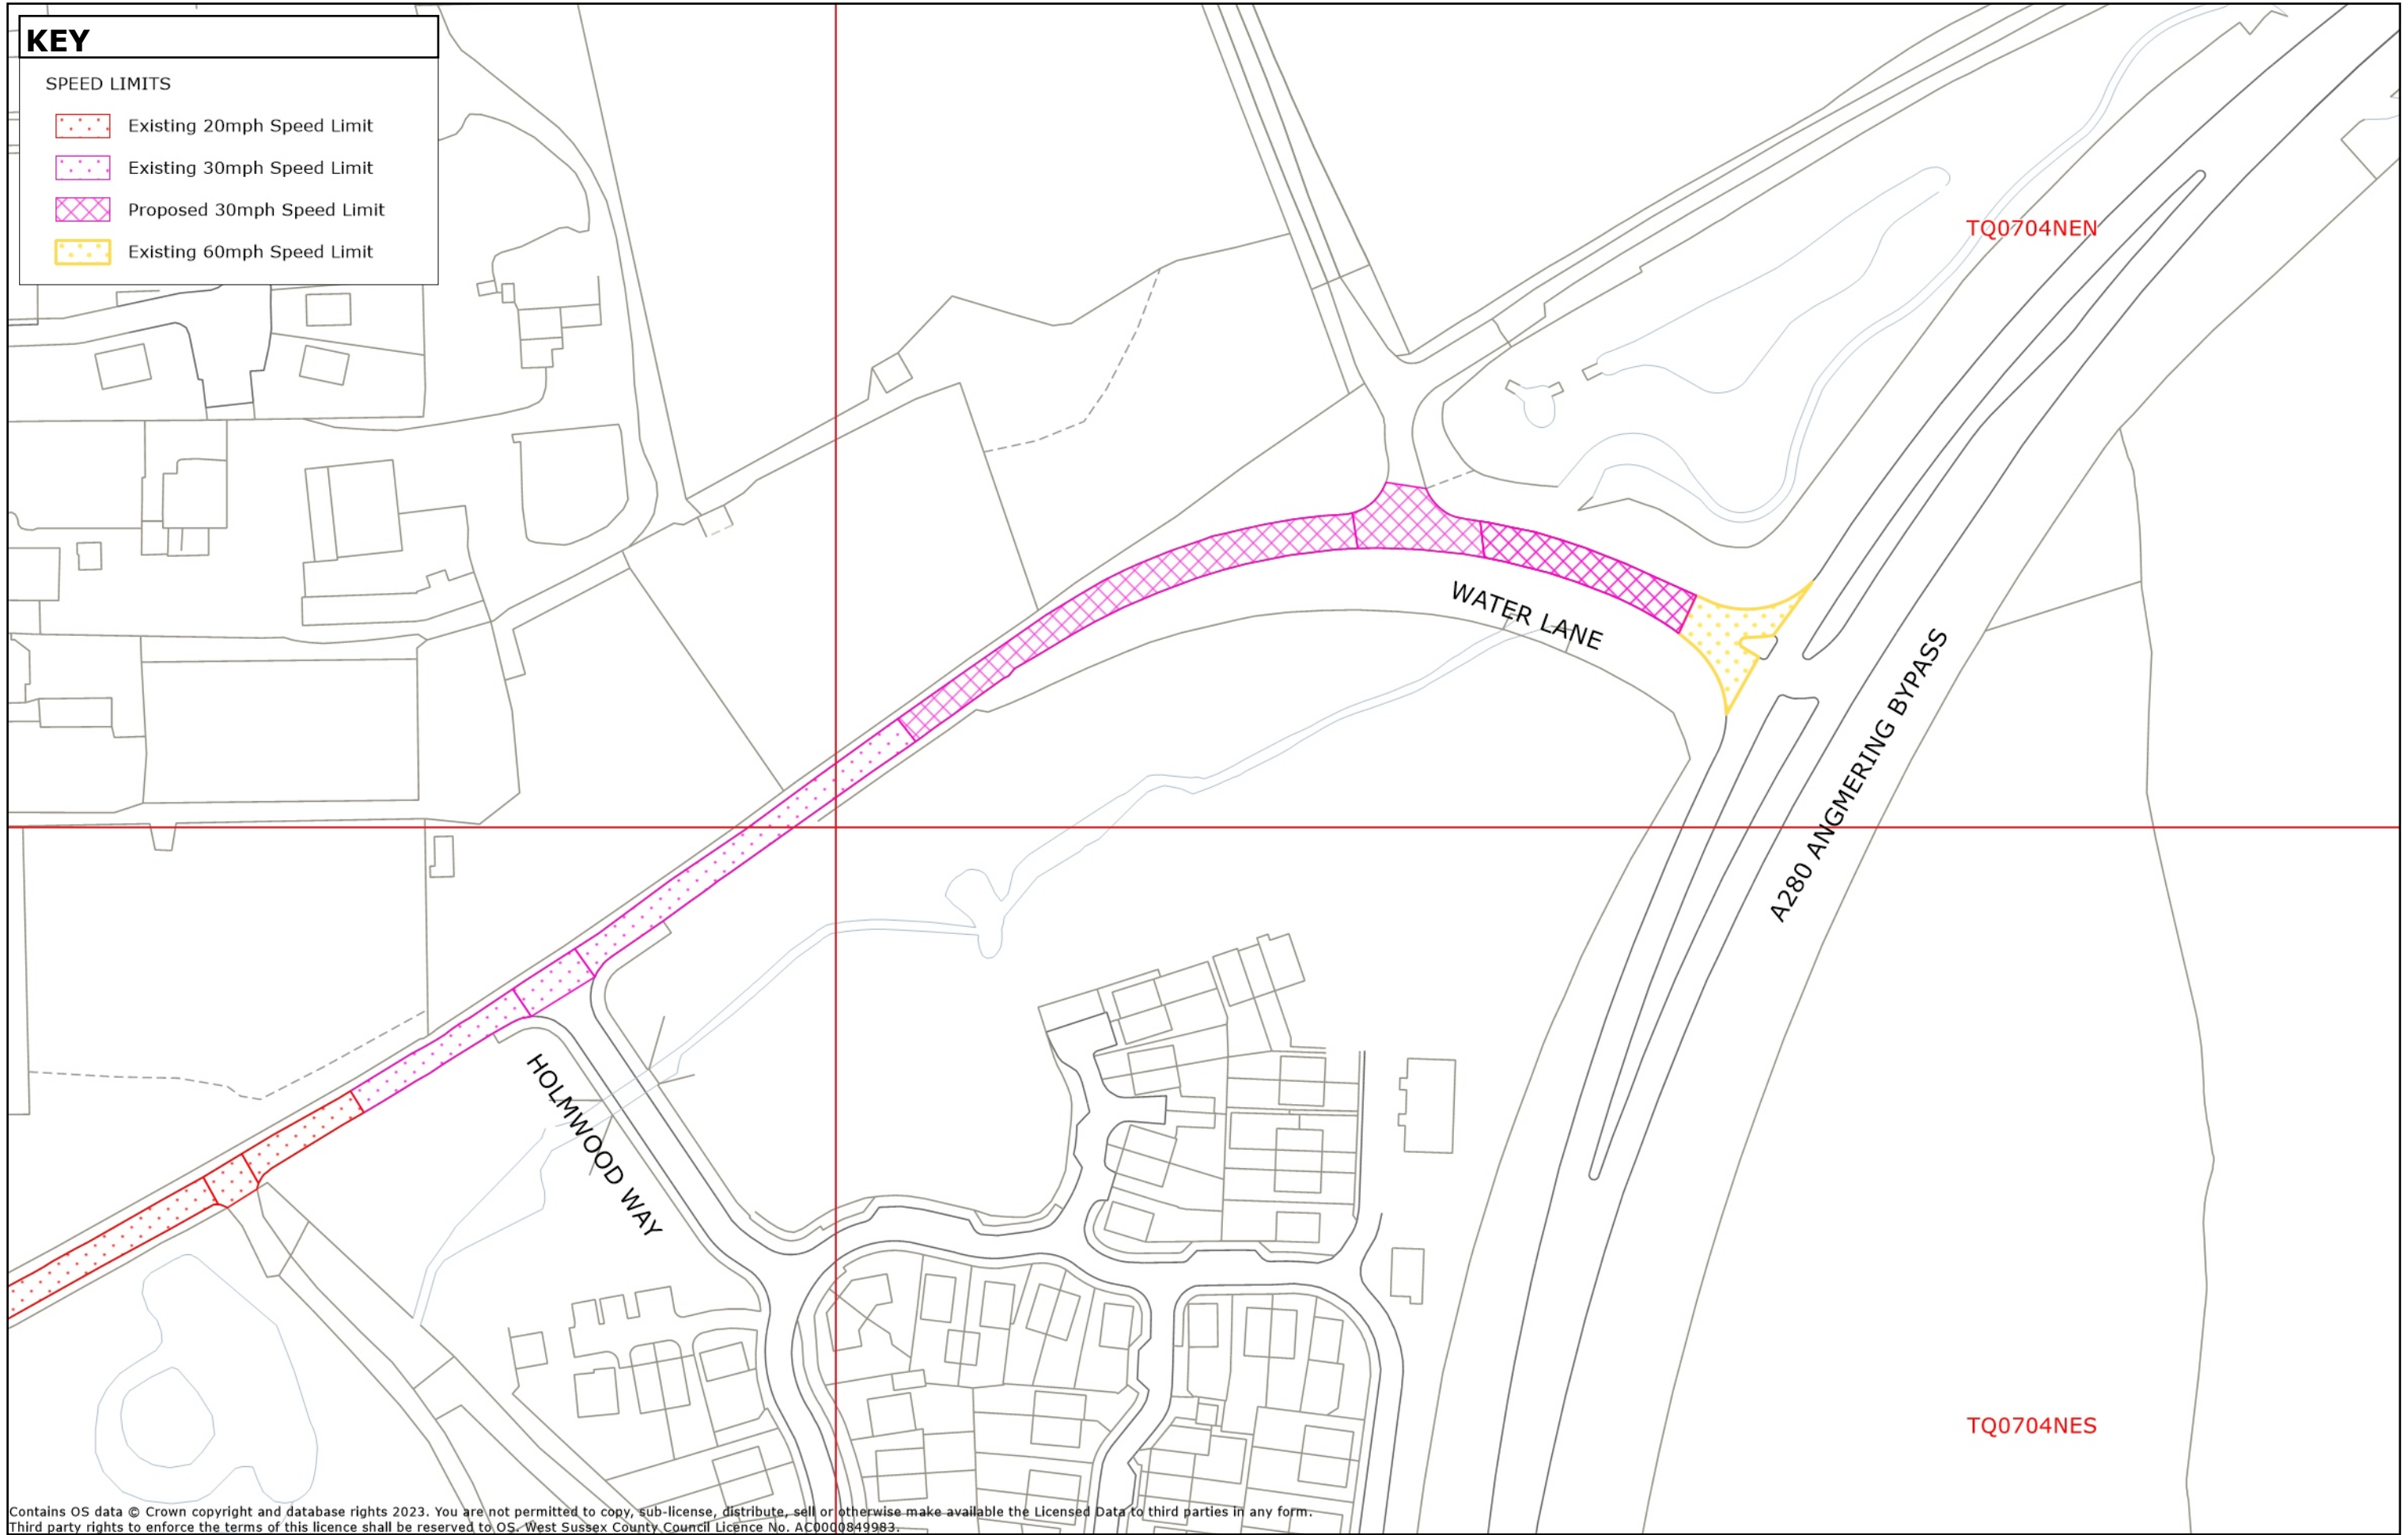 KEY
SPEED LIMITS
Existing 20mph Speed Limit
Existing 30mph Speed Limit
Proposed 30mph Speed Limit
Existing 60mph Speed Limit
TQ0704NEN
WATER LANE
A280 ANGMERING BYPASS
HOLMWOOD WAY
TQ0704NES
Contains OS data © Crown copyright and database rights 2023. You are not permitted to copy, sub-license, distribute, sell or otherwise make available the Licensed Data to third parties in any form.
Third party rights to enforce the terms of this licence shall be reserved to OS. West Sussex County Council Licence No. AC0000849983.